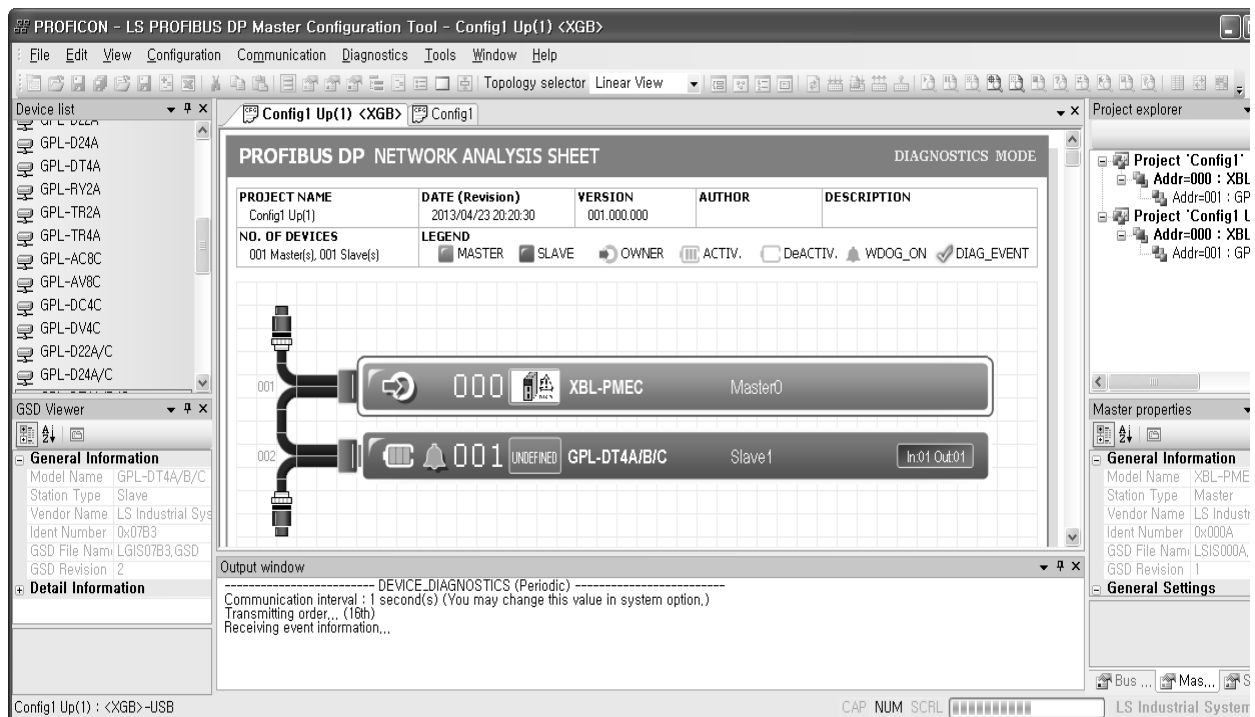 PROFICON - LS PROFIBUS DP Master Configuration Tool - Config1 Up(1) <XGB>
File Edit View Configuration Communication Diagnostics Tools Window Help
Topology selector Linear View
Device list
GPL-D22A
GPL-D24A
GPL-DT4A
GPL-RY2A
GPL-TR2A
GPL-TR4A
GPL-AC8C
GPL-AV8C
GPL-DC4C
GPL-DV4C
GPL-D22A/C
GPL-D24A/C
GSD Viewer
General Information
Model Name GPL-DT4A/B/C
Station Type Slave
Vendor Name LS Industrial Sys
Ident Number 0x07B3
GSD File Nam LGIS07B3.GSD
GSD Revision 2
Detail Information
Config1 Up(1) <XGB> Config1
PROFIBUS DP NETWORK ANALYSIS SHEET DIAGNOSTICS MODE
PROJECT NAME DATE (Revision) VERSION AUTHOR DESCRIPTION
Config1 Up(1) 2013/04/23 20:20:30 001.000.000
NO. OF DEVICES LEGEND
001 Master(s), 001 Slave(s) MASTER SLAVE OWNER ACTIV. DeACTIV. WDOG_ON DIAG_EVENT
001 000 XBL-PMEC Master0
002 001 UNDEFINED GPL-DT4A/B/C Slave1 In:01 Out:01
Output window
------------------------- DEVICE_DIAGNOSTICS (Periodic) -------------------------
Communication interval : 1 second(s) (You may change this value in system option.)
Transmitting order... (16th)
Receiving event information...
Project explorer
Project 'Config1'
Addr=000 : XBL
Addr=001 : GP
Project 'Config1 U
Addr=000 : XBL
Addr=001 : GP
Master properties
General Information
Model Name XBL-PME
Station Type Master
Vendor Name LS Industr
Ident Number 0x000A
GSD File Nam LSIS000A.
GSD Revision 1
General Settings
Bus ... Mas... S
Config1 Up(1) : <XGB>-USB CAP NUM SCRL LS Industrial System